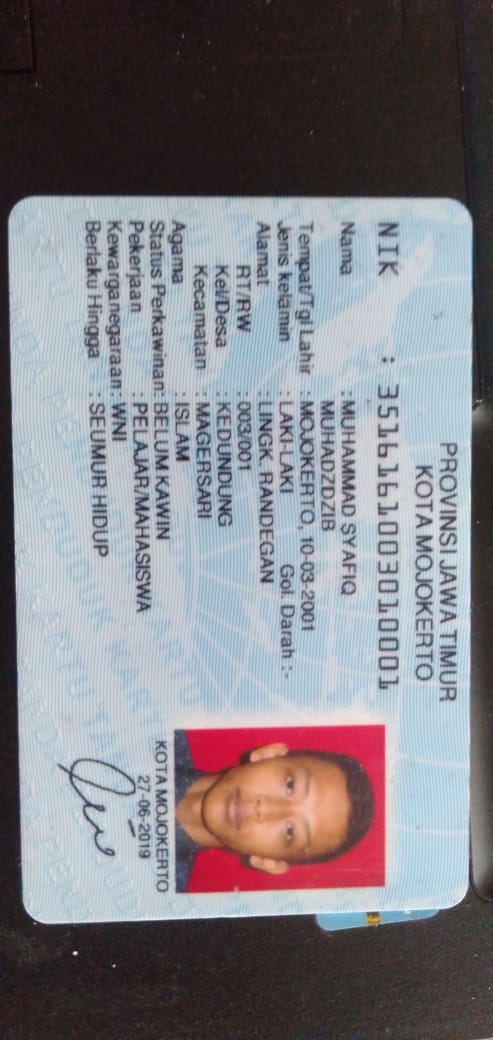 PROVINSI JAWA TIMUR
KOTA MOJOKERTO
NIK : 3516161003010001
Nama : MUHAMMAD SYAFIQ
MUHADZDZIB
Tempat/Tgl Lahir : MOJOKERTO, 10-03-2001
Jenis kelamin : LAKI-LAKI Gol. Darah : -
Alamat : LINGK. RANDEGAN
RT/RW : 003/001
Kel/Desa : KEDUNDUNG
Kecamatan : MAGERSARI
Agama : ISLAM
Status Perkawinan: BELUM KAWIN
Pekerjaan : PELAJAR/MAHASISWA
Kewarganegaraan: WNI
Berlaku Hingga : SEUMUR HIDUP
KOTA MOJOKERTO
27-06-2019